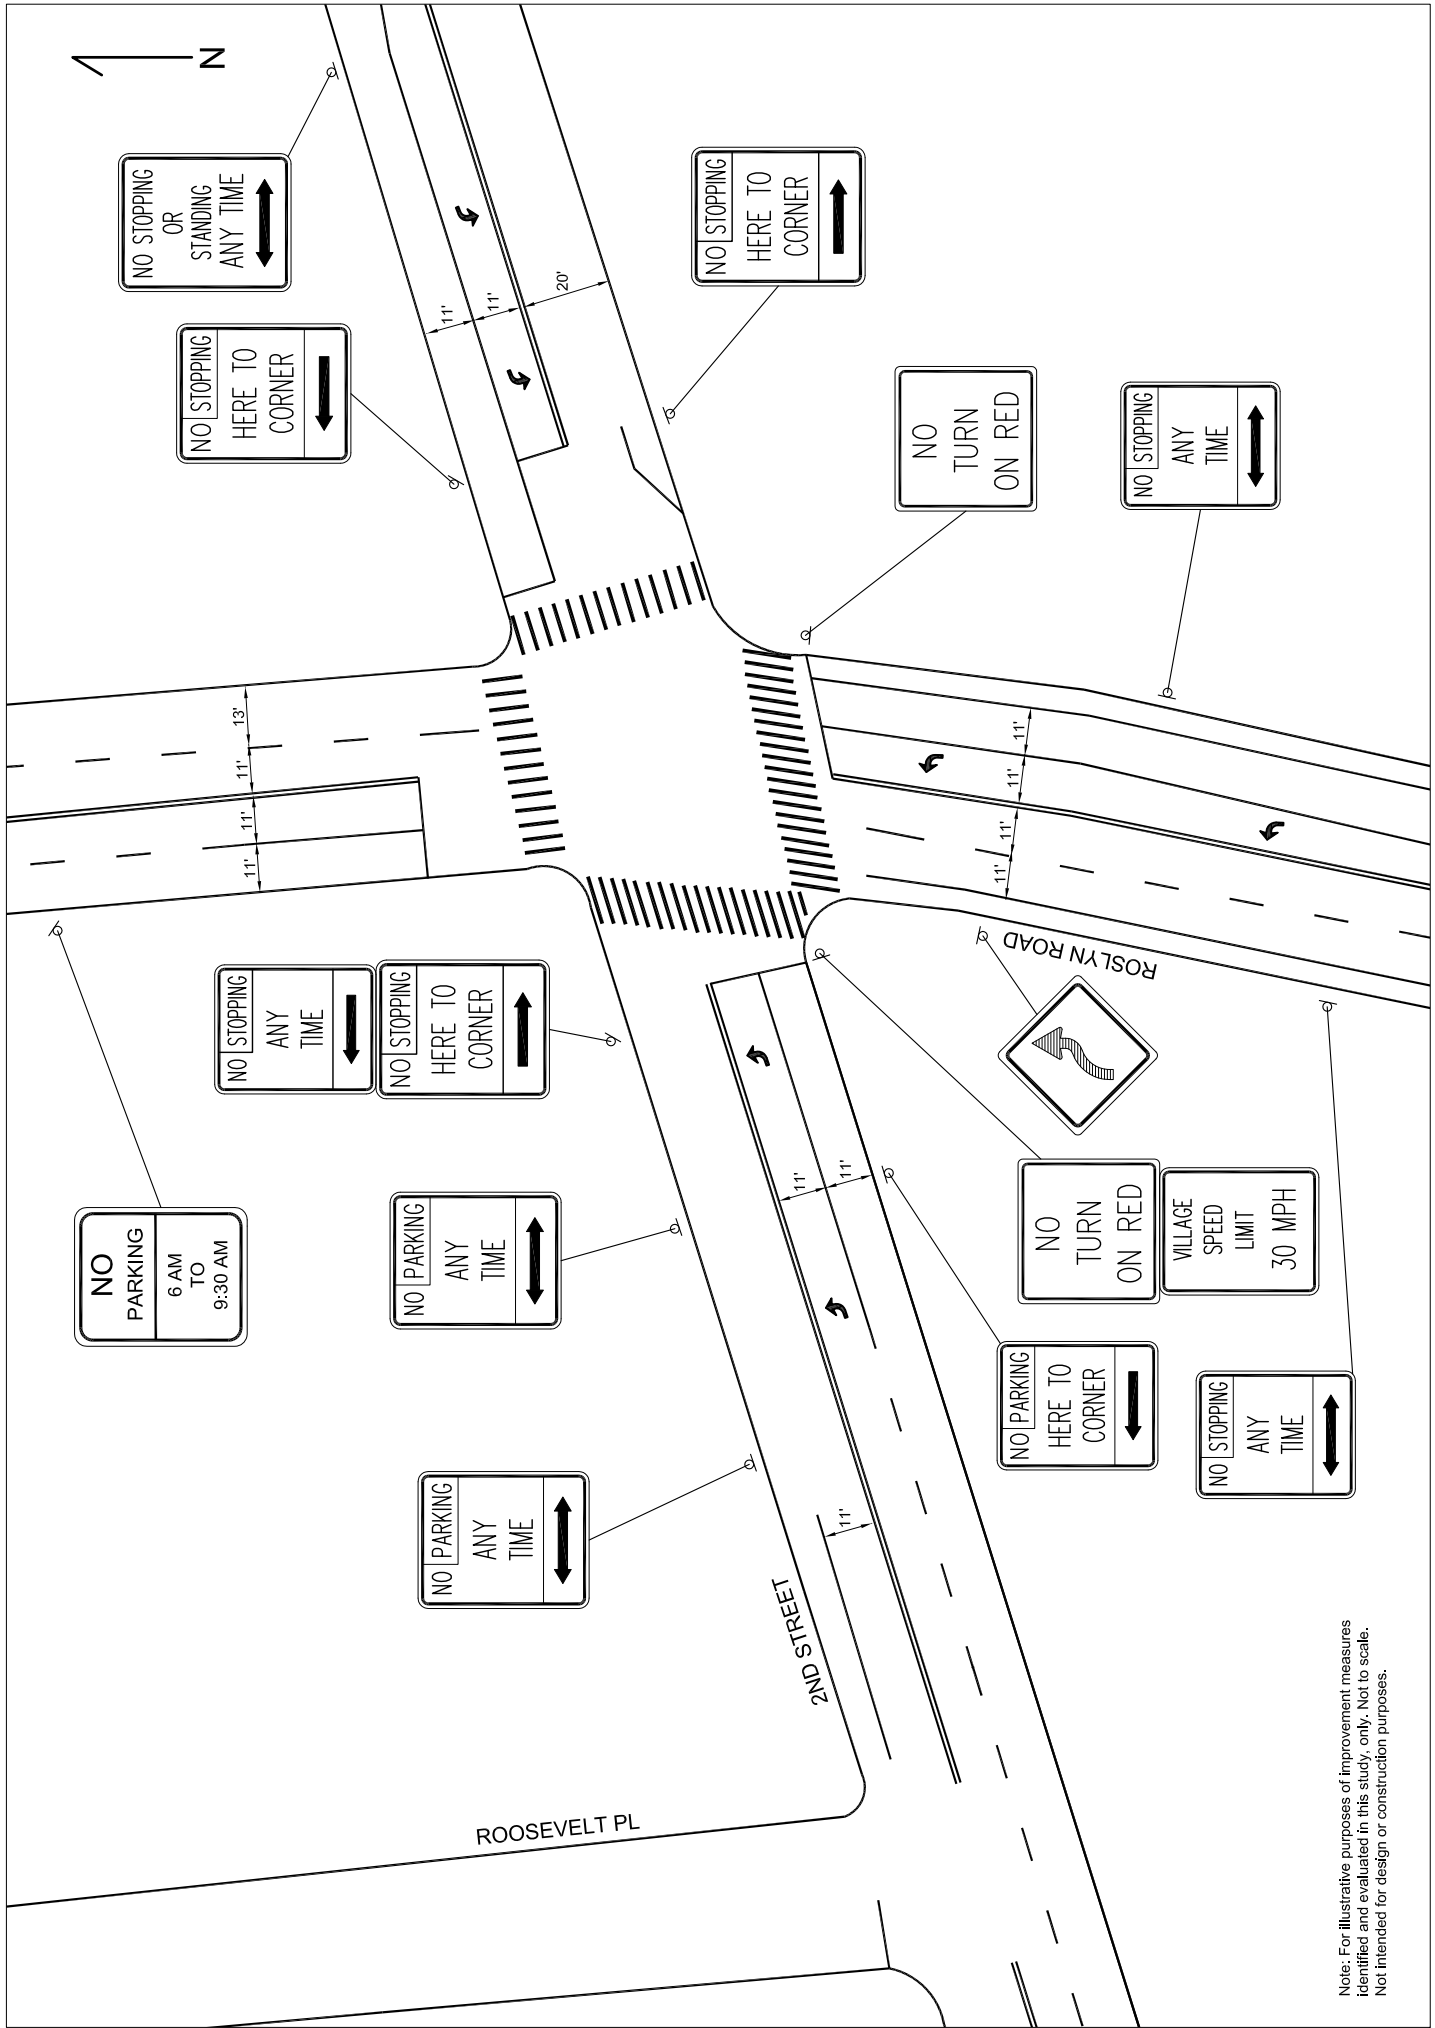 N
NO STOPPING
OR
STANDING
ANY TIME
NO STOPPING
HERE TO
CORNER
NO STOPPING
HERE TO
CORNER
NO
TURN
ON RED
NO STOPPING
ANY
TIME
11'
11'
20'
13'
11'
11'
11'
11'
11'
11'
11'
ROSLYN ROAD
NO STOPPING
ANY
TIME
NO STOPPING
HERE TO
CORNER
NO
PARKING
6 AM
TO
9:30 AM
NO PARKING
ANY
TIME
11'
11'
NO
TURN
ON RED
VILLAGE
SPEED
LIMIT
30 MPH
NO PARKING
HERE TO
CORNER
NO STOPPING
ANY
TIME
NO PARKING
ANY
TIME
11'
2ND STREET
ROOSEVELT PL
Note: For illustrative purposes of improvement measures
identified and evaluated in this study, only. Not to scale.
Not intended for design or construction purposes.